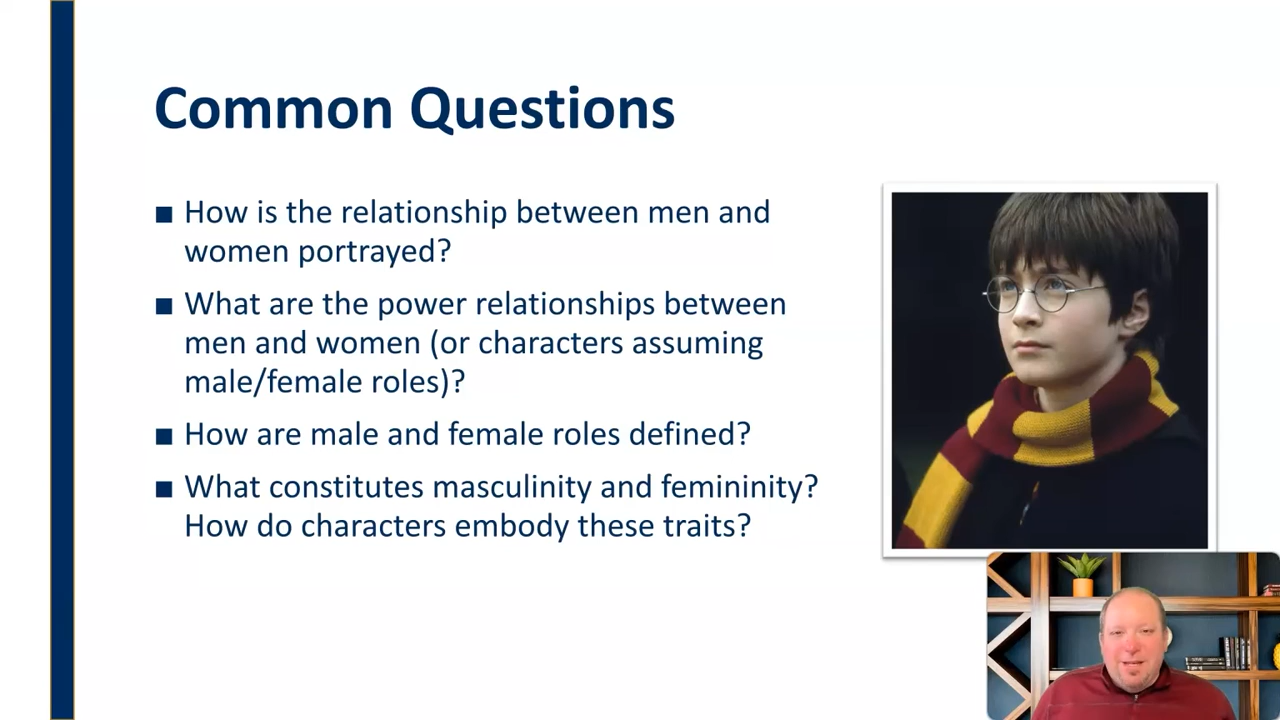 Common Questions
■ How is the relationship between men and
women portrayed?
■ What are the power relationships between
men and women (or characters assuming
male/female roles)?
■ How are male and female roles defined?
■ What constitutes masculinity and femininity?
How do characters embody these traits?